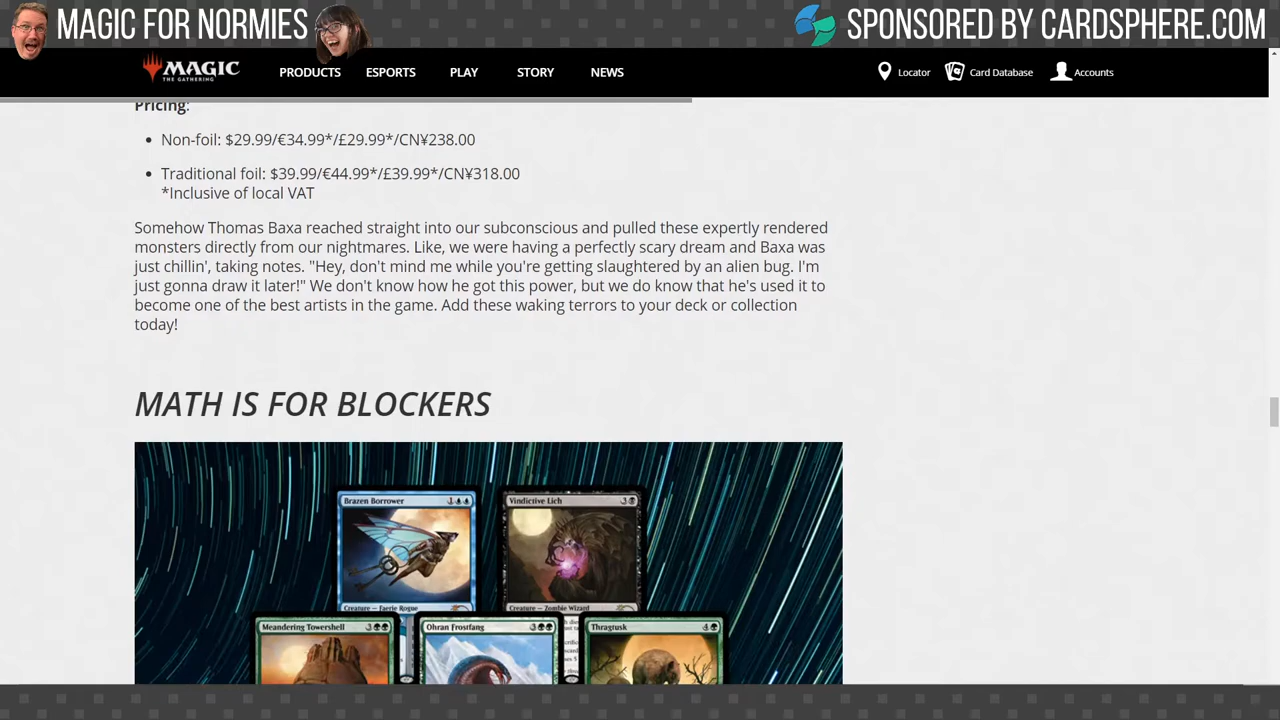 MAGIC FOR NORMIES
SPONSORED BY CARDSPHERE.COM
MAGIC
THE GATHERING
PRODUCTS ESPORTS PLAY STORY NEWS
Locator Card Database Accounts
Pricing:
• Non-foil: $29.99/€34.99*/£29.99*/CN¥238.00
• Traditional foil: $39.99/€44.99*/£39.99*/CN¥318.00
*Inclusive of local VAT
Somehow Thomas Baxa reached straight into our subconscious and pulled these expertly rendered
monsters directly from our nightmares. Like, we were having a perfectly scary dream and Baxa was
just chillin', taking notes. "Hey, don't mind me while you're getting slaughtered by an alien bug. I'm
just gonna draw it later!" We don't know how he got this power, but we do know that he's used it to
become one of the best artists in the game. Add these waking terrors to your deck or collection
today!
MATH IS FOR BLOCKERS
Brazen Borrower 1
Vindictive Lich 3
Creature — Faerie Rogue
Creature — Zombie Wizard
Meandering Towershell 3
Ohran Frostfang 3
Thragtusk 4